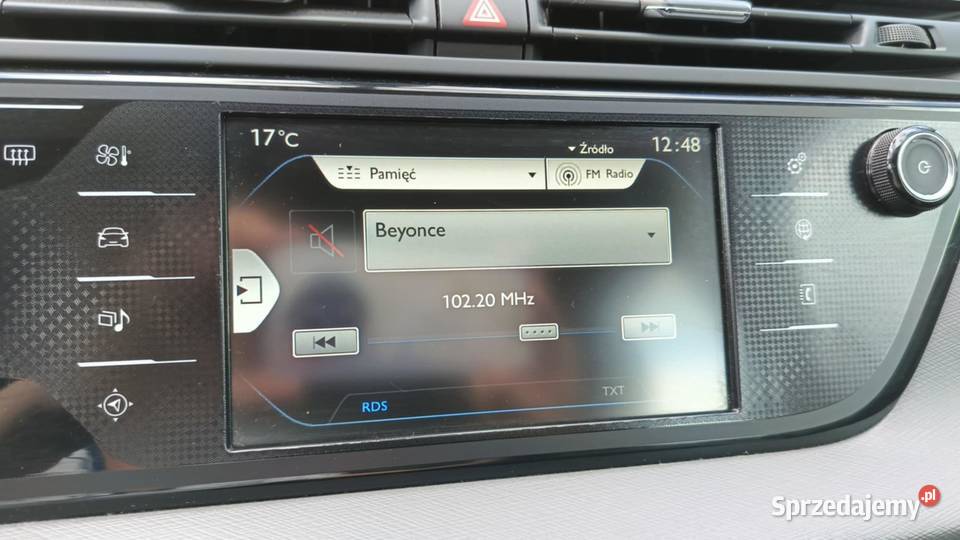 17°C
Źródło
12:48
Pamięć
FM Radio
Beyonce
102.20 MHz
RDS
TXT
Sprzedajemy.pl